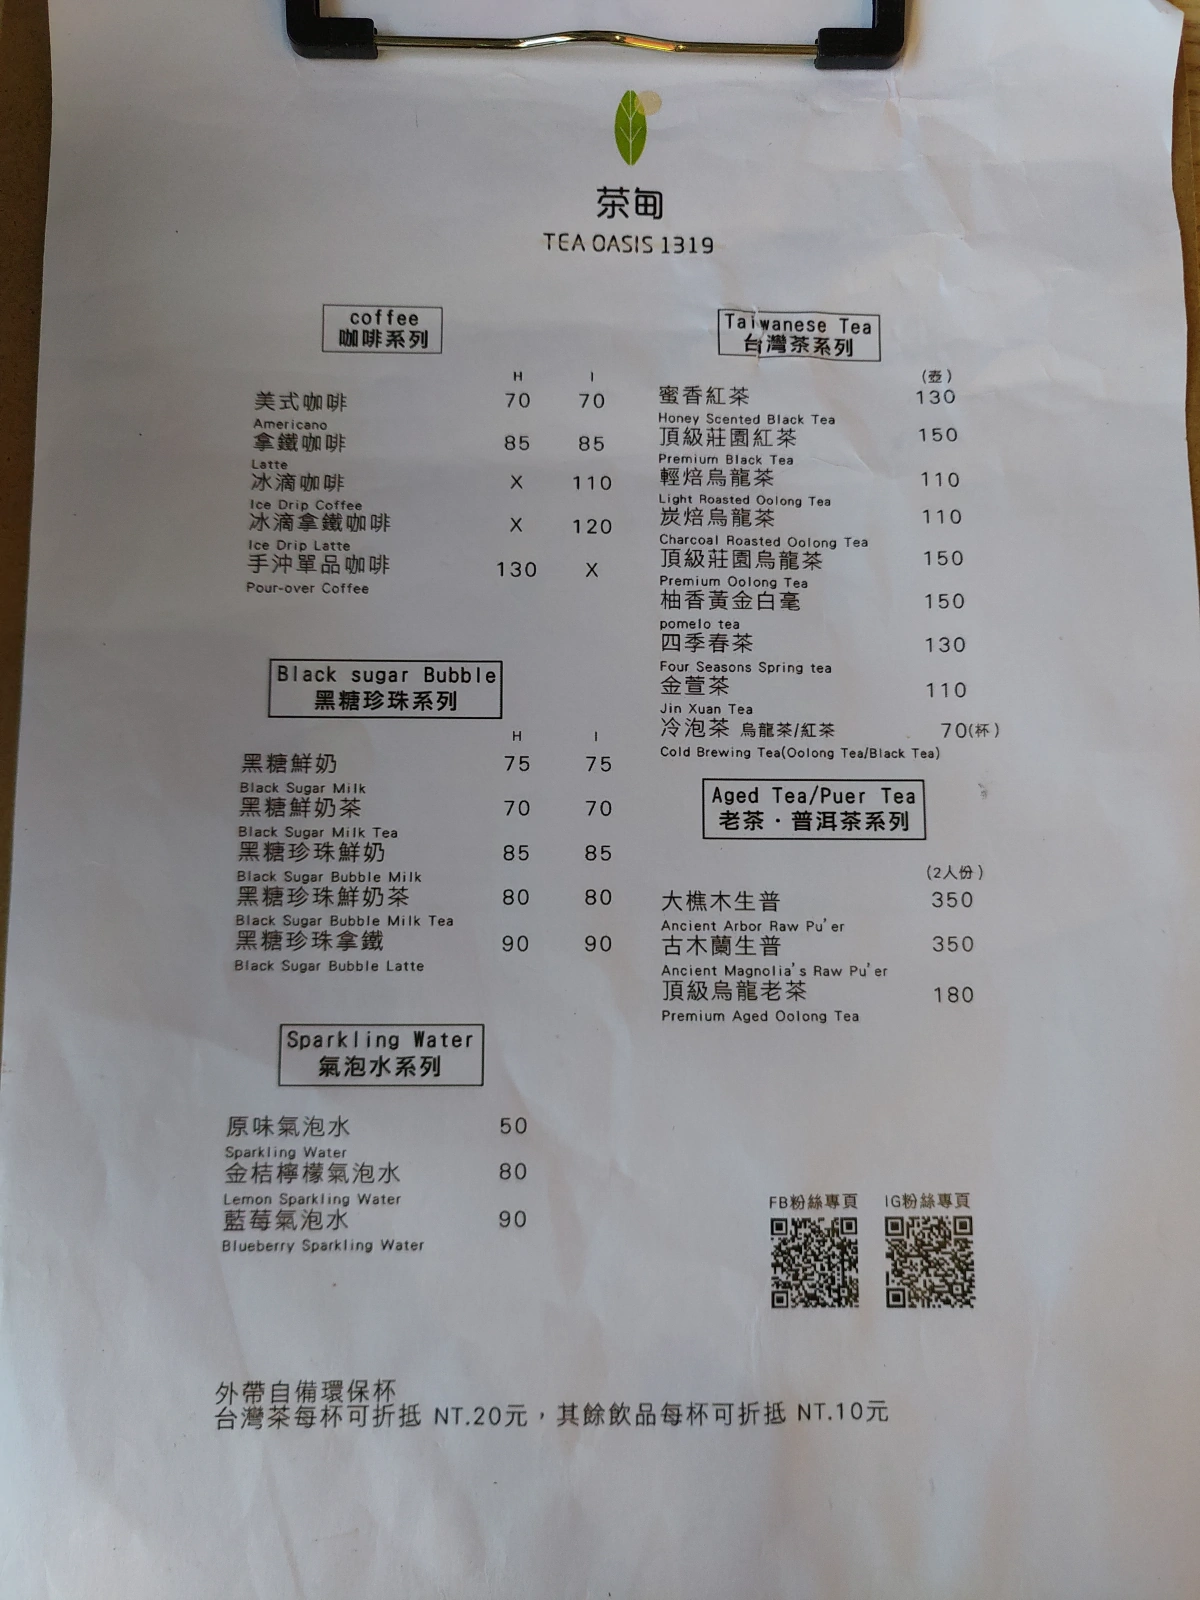 茶甸
TEA OASIS 1319
coffee
咖啡系列
H I
美式咖啡 70 70
Americano
拿鐵咖啡 85 85
Latte
冰滴咖啡 X 110
Ice Drip Coffee
冰滴拿鐵咖啡 X 120
Ice Drip Latte
手沖單品咖啡 130 X
Pour-over Coffee
Black sugar Bubble
黑糖珍珠系列
H I
黑糖鮮奶 75 75
Black Sugar Milk
黑糖鮮奶茶 70 70
Black Sugar Milk Tea
黑糖珍珠鮮奶 85 85
Black Sugar Bubble Milk
黑糖珍珠鮮奶茶 80 80
Black Sugar Bubble Milk Tea
黑糖珍珠拿鐵 90 90
Black Sugar Bubble Latte
Sparkling Water
氣泡水系列
原味氣泡水 50
Sparkling Water
金桔檸檬氣泡水 80
Lemon Sparkling Water
藍莓氣泡水 90
Blueberry Sparkling Water
Taiwanese Tea
台灣茶系列
(壺)
蜜香紅茶 130
Honey Scented Black Tea
頂級莊園紅茶 150
Premium Black Tea
輕焙烏龍茶 110
Light Roasted Oolong Tea
炭焙烏龍茶 110
Charcoal Roasted Oolong Tea
頂級莊園烏龍茶 150
Premium Oolong Tea
柚香黃金白毫 150
pomelo tea
四季春茶 130
Four Seasons Spring tea
金萱茶 110
Jin Xuan Tea
冷泡茶 烏龍茶/紅茶 70(杯)
Cold Brewing Tea(Oolong Tea/Black Tea)
Aged Tea/Puer Tea
老茶·普洱茶系列
(2人份)
大樵木生普 350
Ancient Arbor Raw Pu'er
古木蘭生普 350
Ancient Magnolia's Raw Pu'er
頂級烏龍老茶 180
Premium Aged Oolong Tea
FB粉絲專頁 IG粉絲專頁
外帶自備環保杯
台灣茶每杯可折抵 NT.20元，其餘飲品每杯可折抵 NT.10元